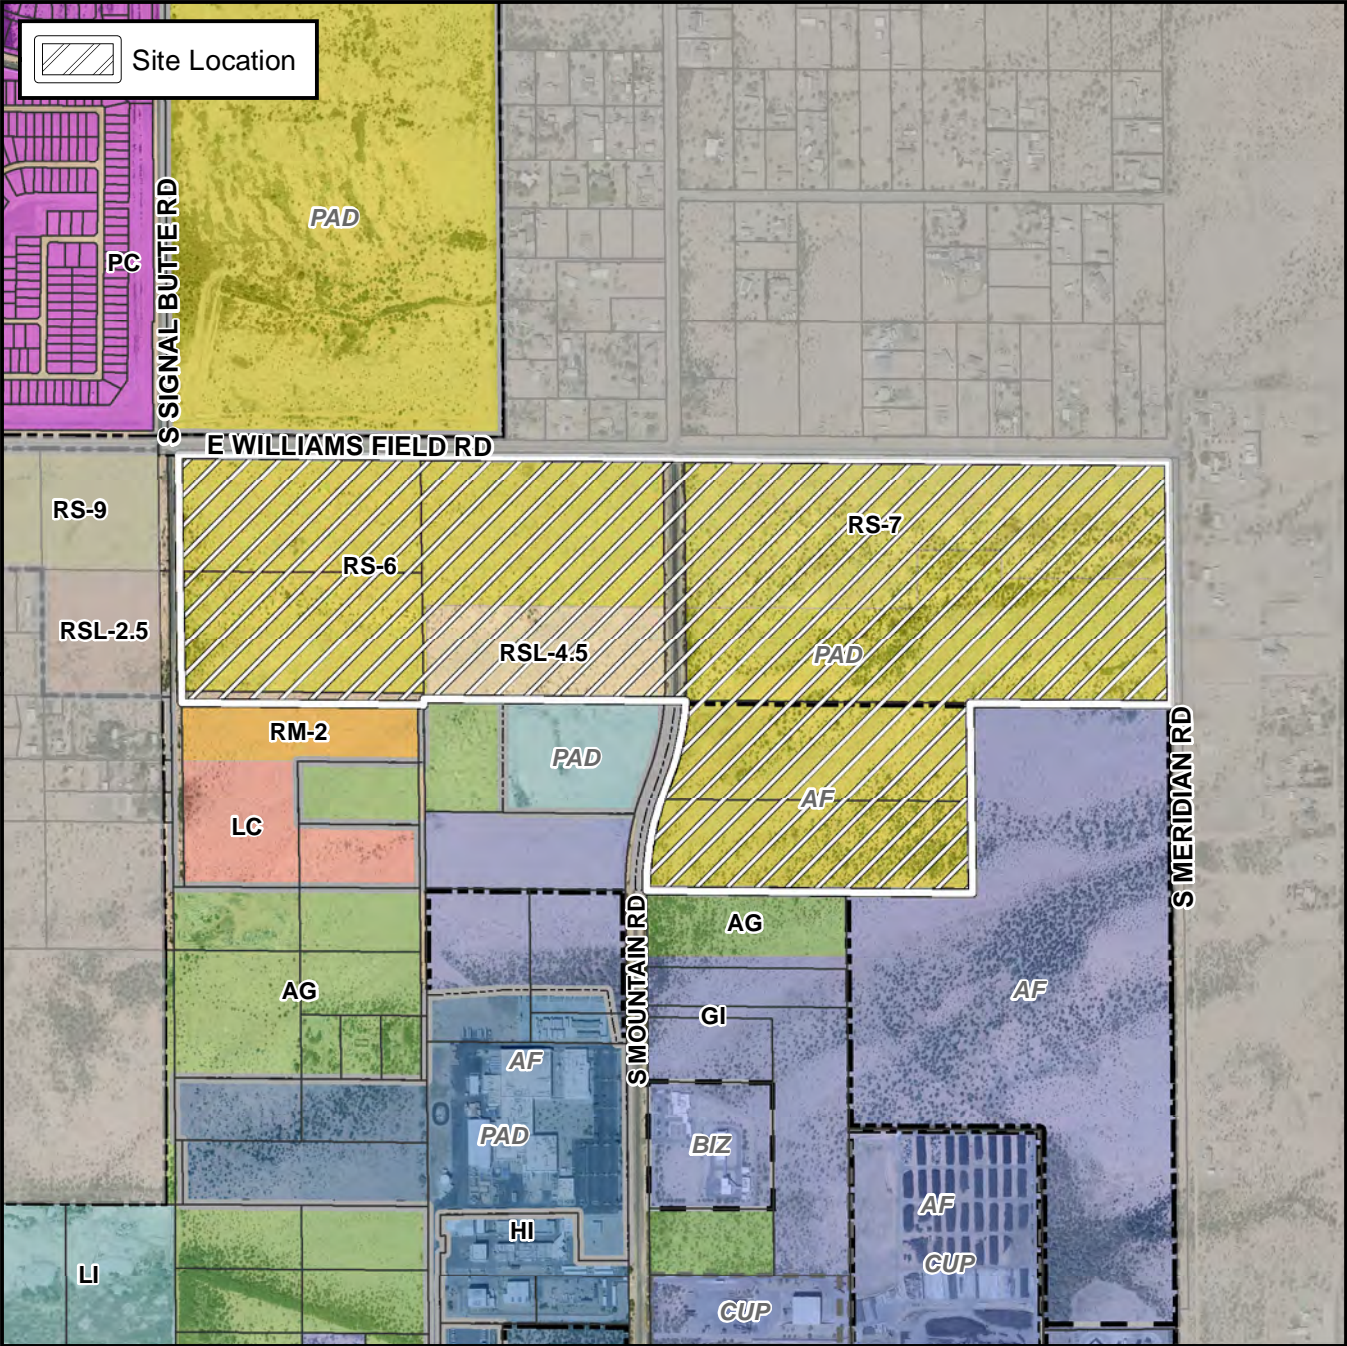 Site Location
PAD
S SIGNAL BUTTE RD
PC
E WILLIAMS FIELD RD
RS-9
RS-7
RS-6
RSL-2.5
RSL-4.5
PAD
RM-2
PAD
S MERIDIAN RD
AF
LC
AG
S MOUNTAIN RD
AG
AF
GI
AF
PAD
BIZ
AF
HI
CUP
LI
CUP